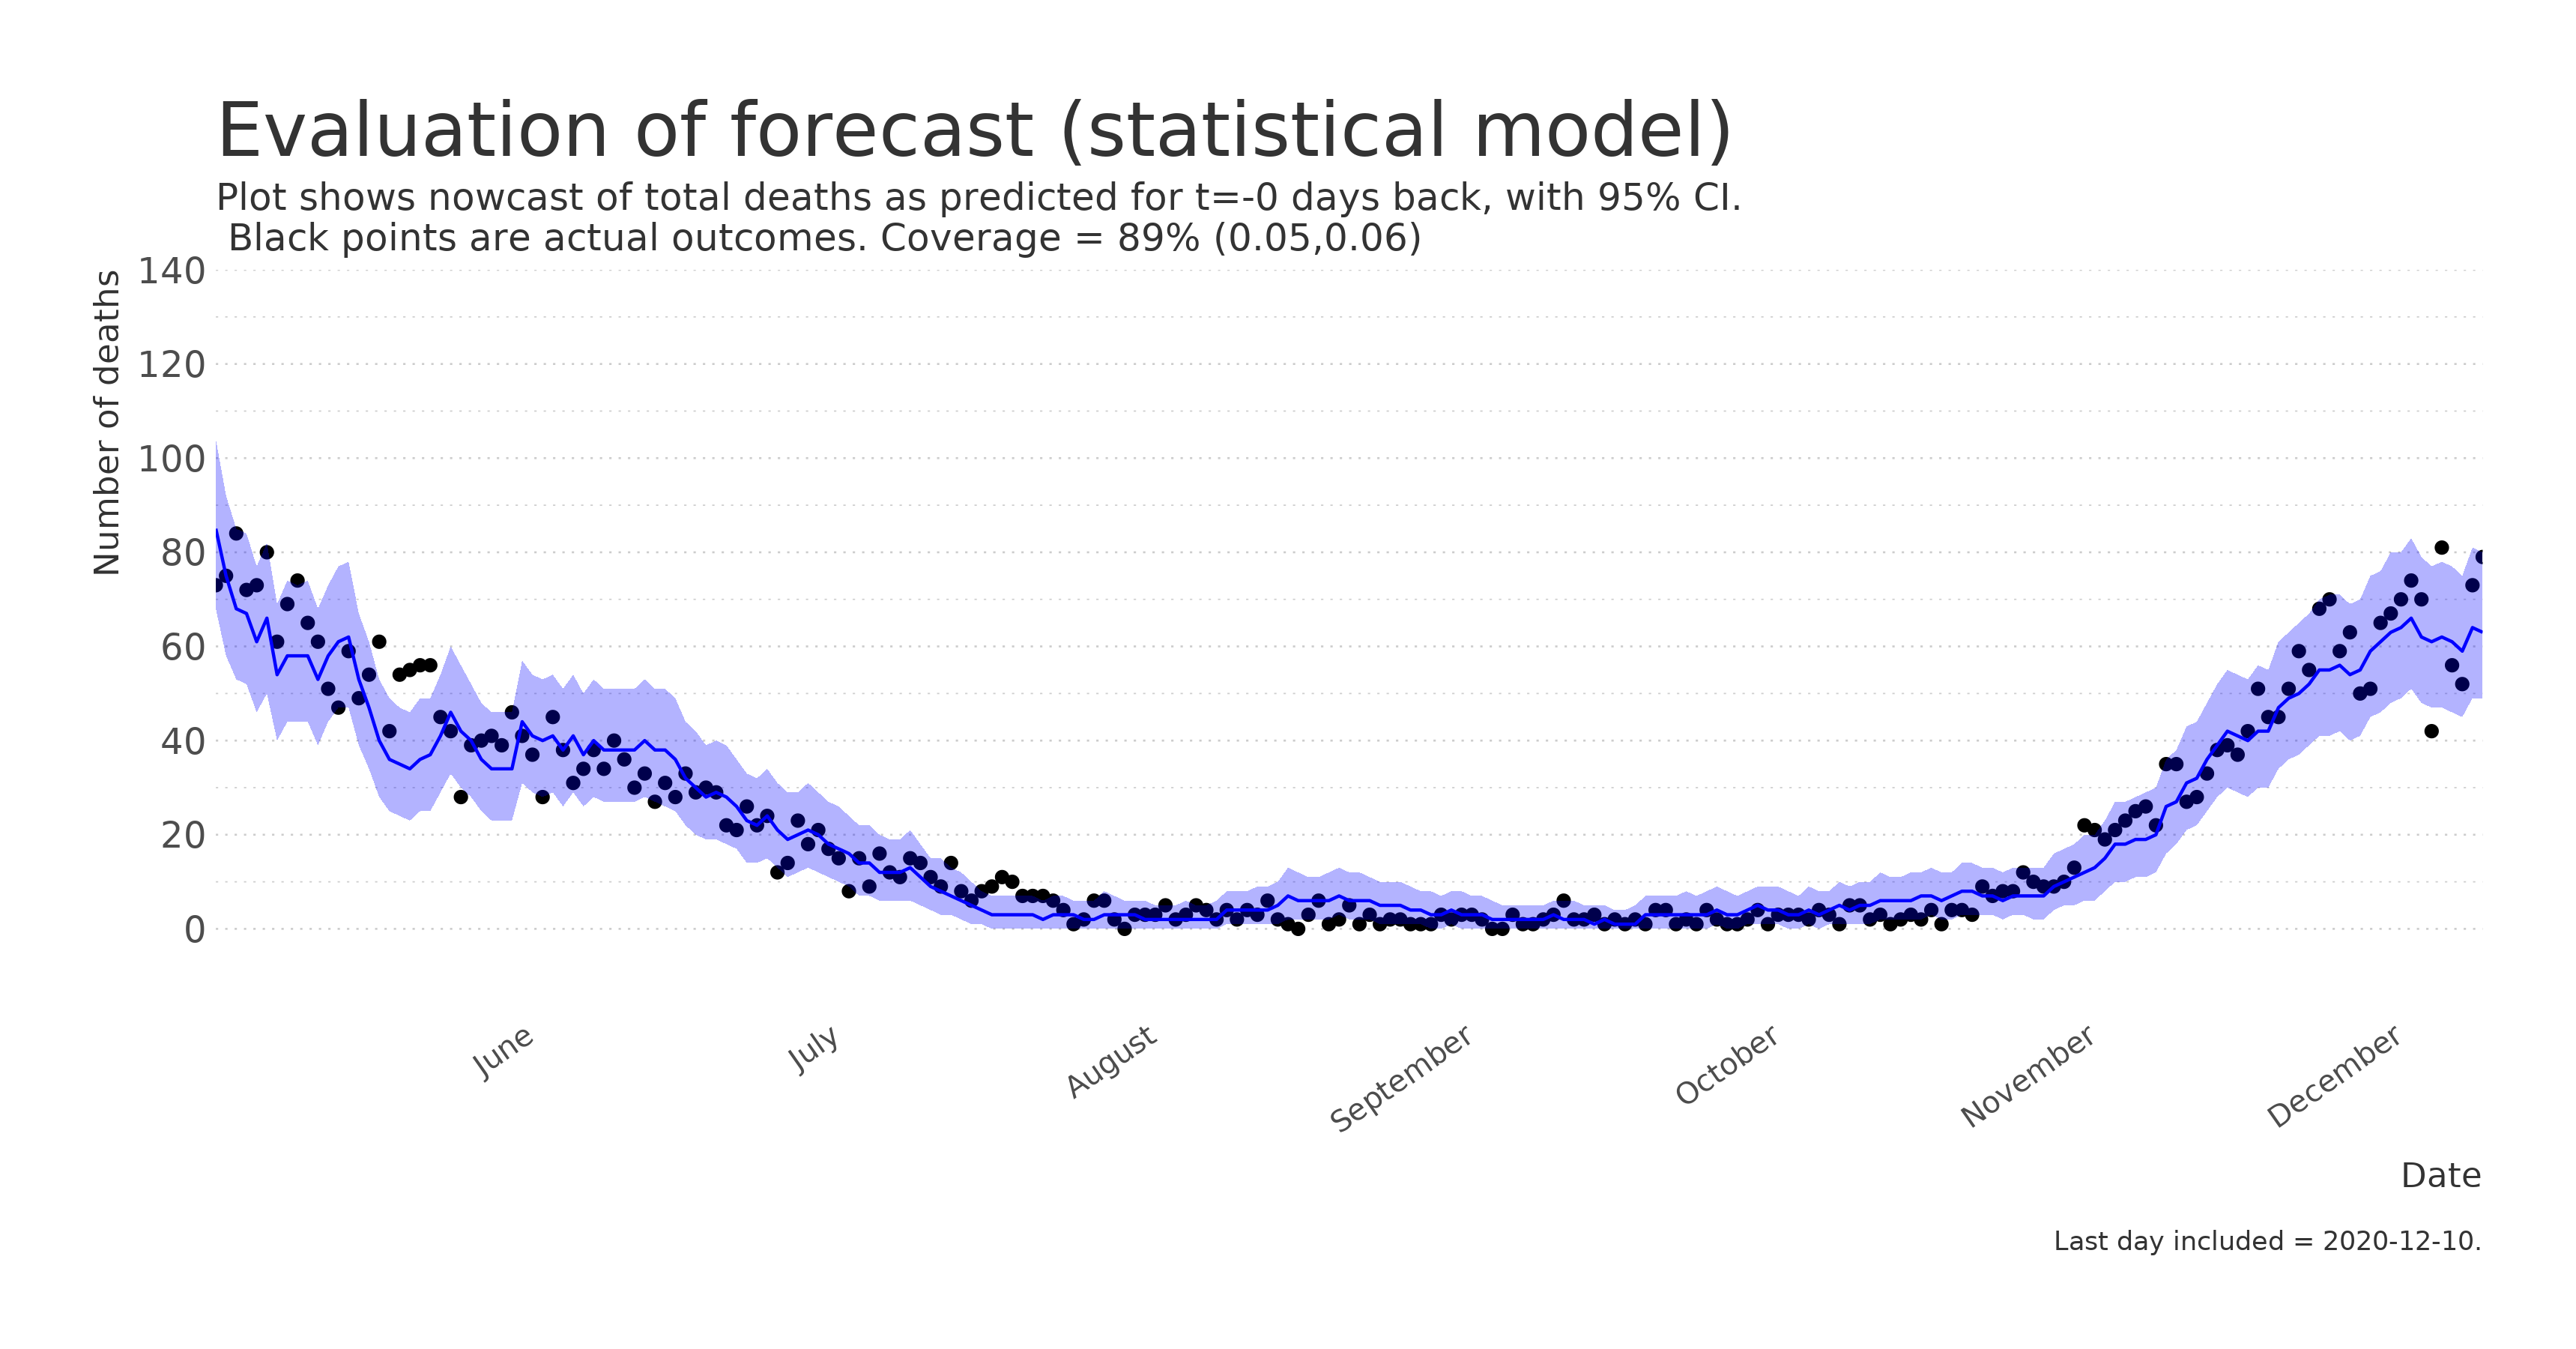 Evaluation of forecast (statistical model)
Plot shows nowcast of total deaths as predicted for t=-0 days back, with 95% CI.
Black points are actual outcomes. Coverage = 89% (0.05,0.06)
Number of deaths
140
120
100
80
60
40
20
0
June
July
August
September
October
November
December
Date
Last day included = 2020-12-10.